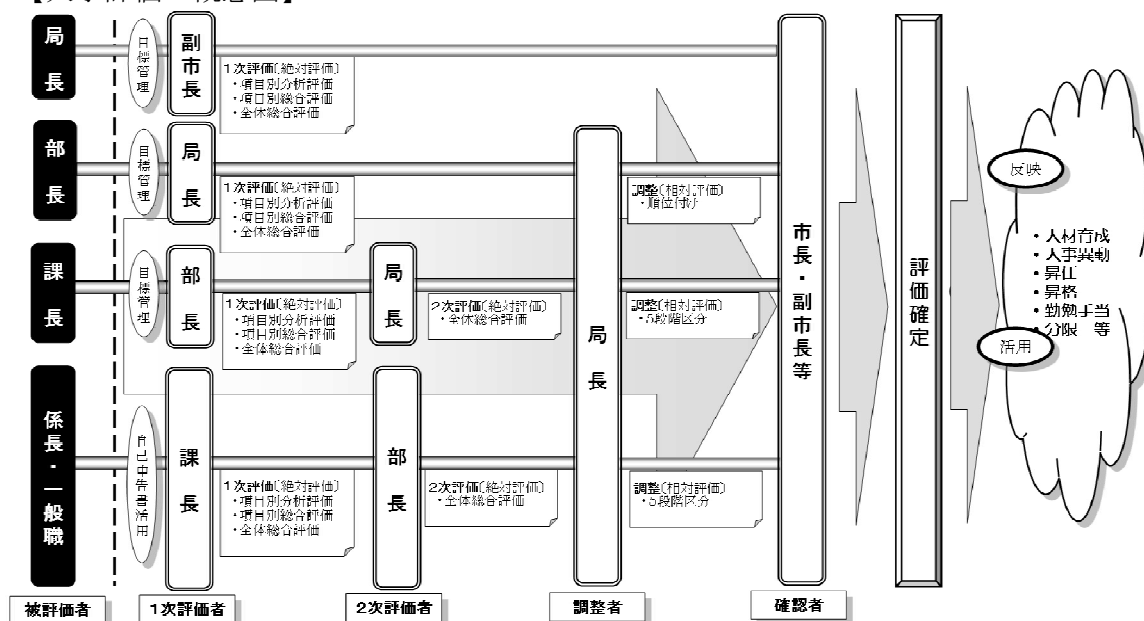 局長
目標管理
副市長
1次評価(絶対評価)
・項目別分析評価
・項目別総合評価
・全体総合評価
部長
目標管理
局長
1次評価(絶対評価)
・項目別分析評価
・項目別総合評価
・全体総合評価
調整(相対評価)
・順位付け
課長
目標管理
部長
1次評価(絶対評価)
・項目別分析評価
・項目別総合評価
・全体総合評価
局長
2次評価(絶対評価)
・全体総合評価
調整(相対評価)
・5段階区分
係長・一般職
自己申告書活用
課長
1次評価(絶対評価)
・項目別分析評価
・項目別総合評価
・全体総合評価
部長
2次評価(絶対評価)
・全体総合評価
局長
調整(相対評価)
・5段階区分
市長・副市長等
評価確定
反映
・人材育成
・人事異動
・昇任
・昇格
・勤勉手当
・分限 等
活用
被評価者
1次評価者
2次評価者
調整者
確認者